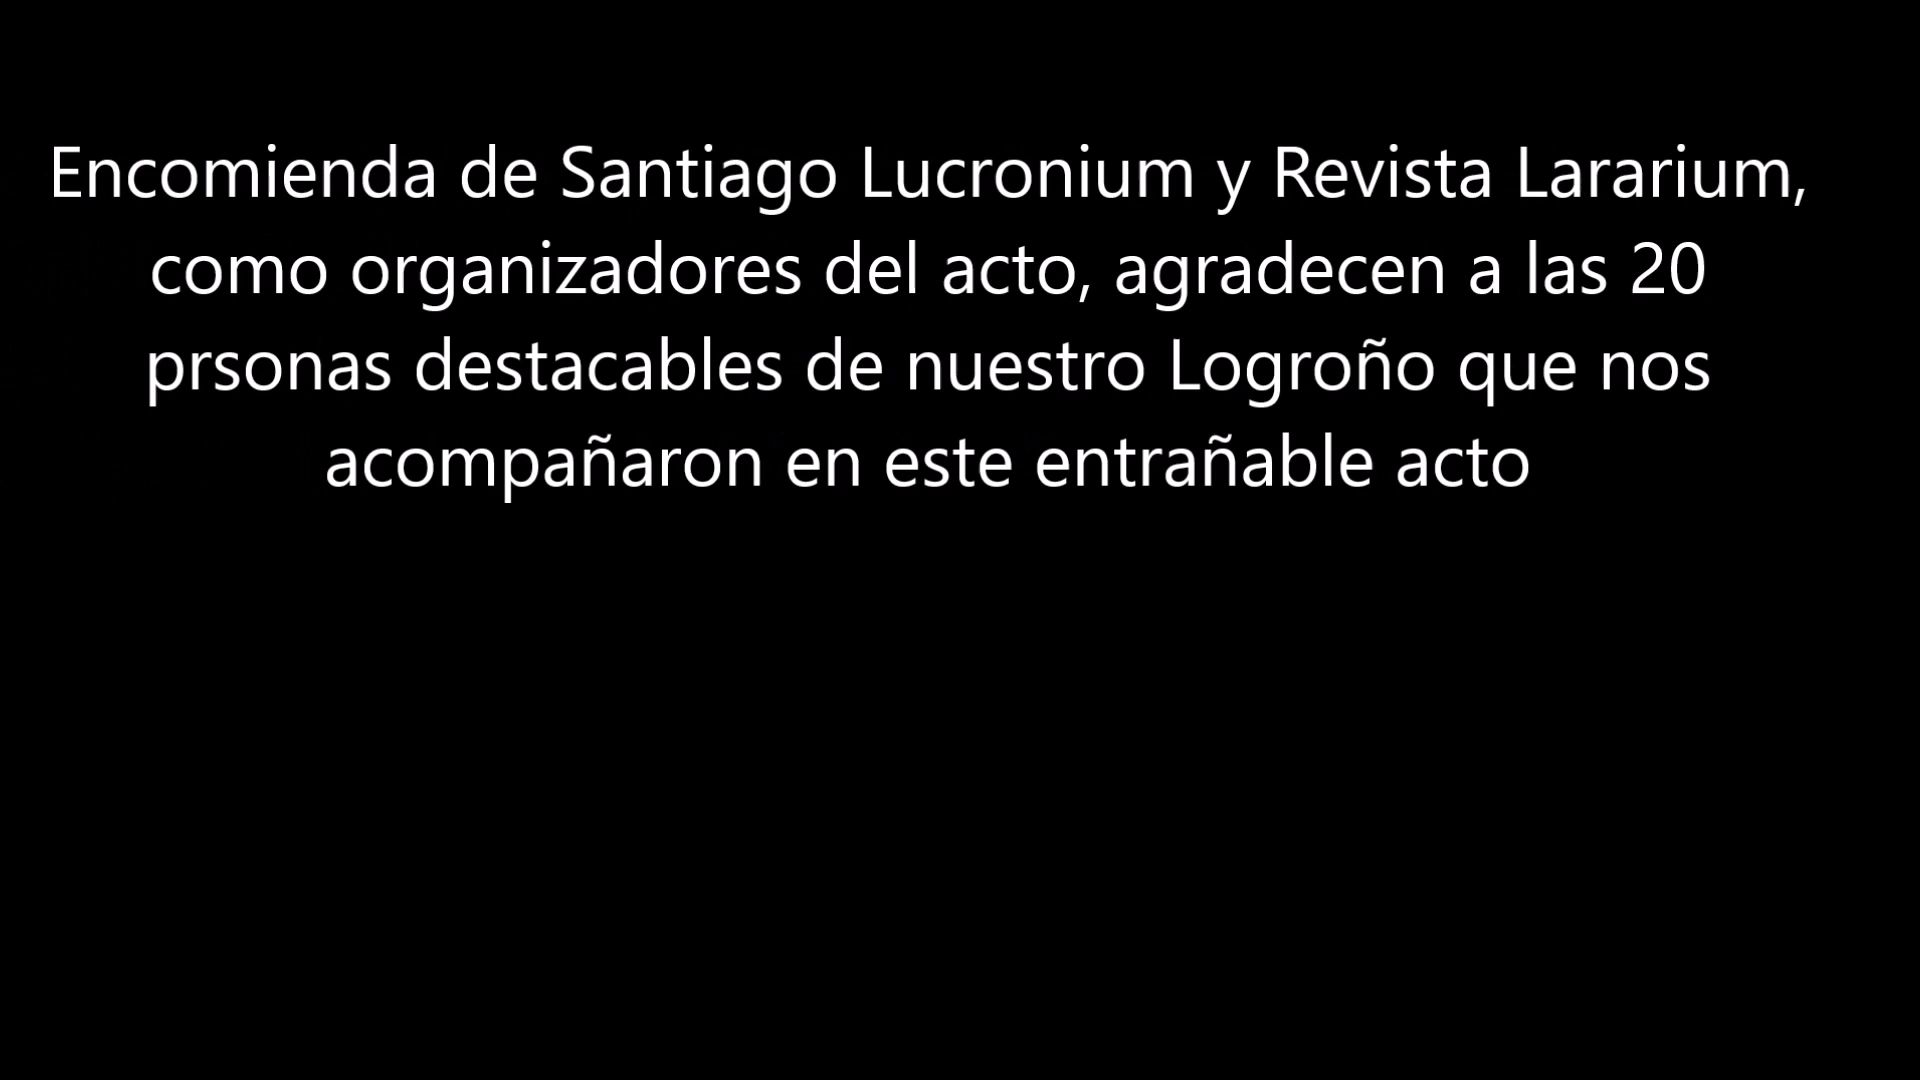 Encomienda de Santiago Lucronium y Revista Lararium,
como organizadores del acto, agradecen a las 20
prsonas destacables de nuestro Logroño que nos
acompañaron en este entrañable acto